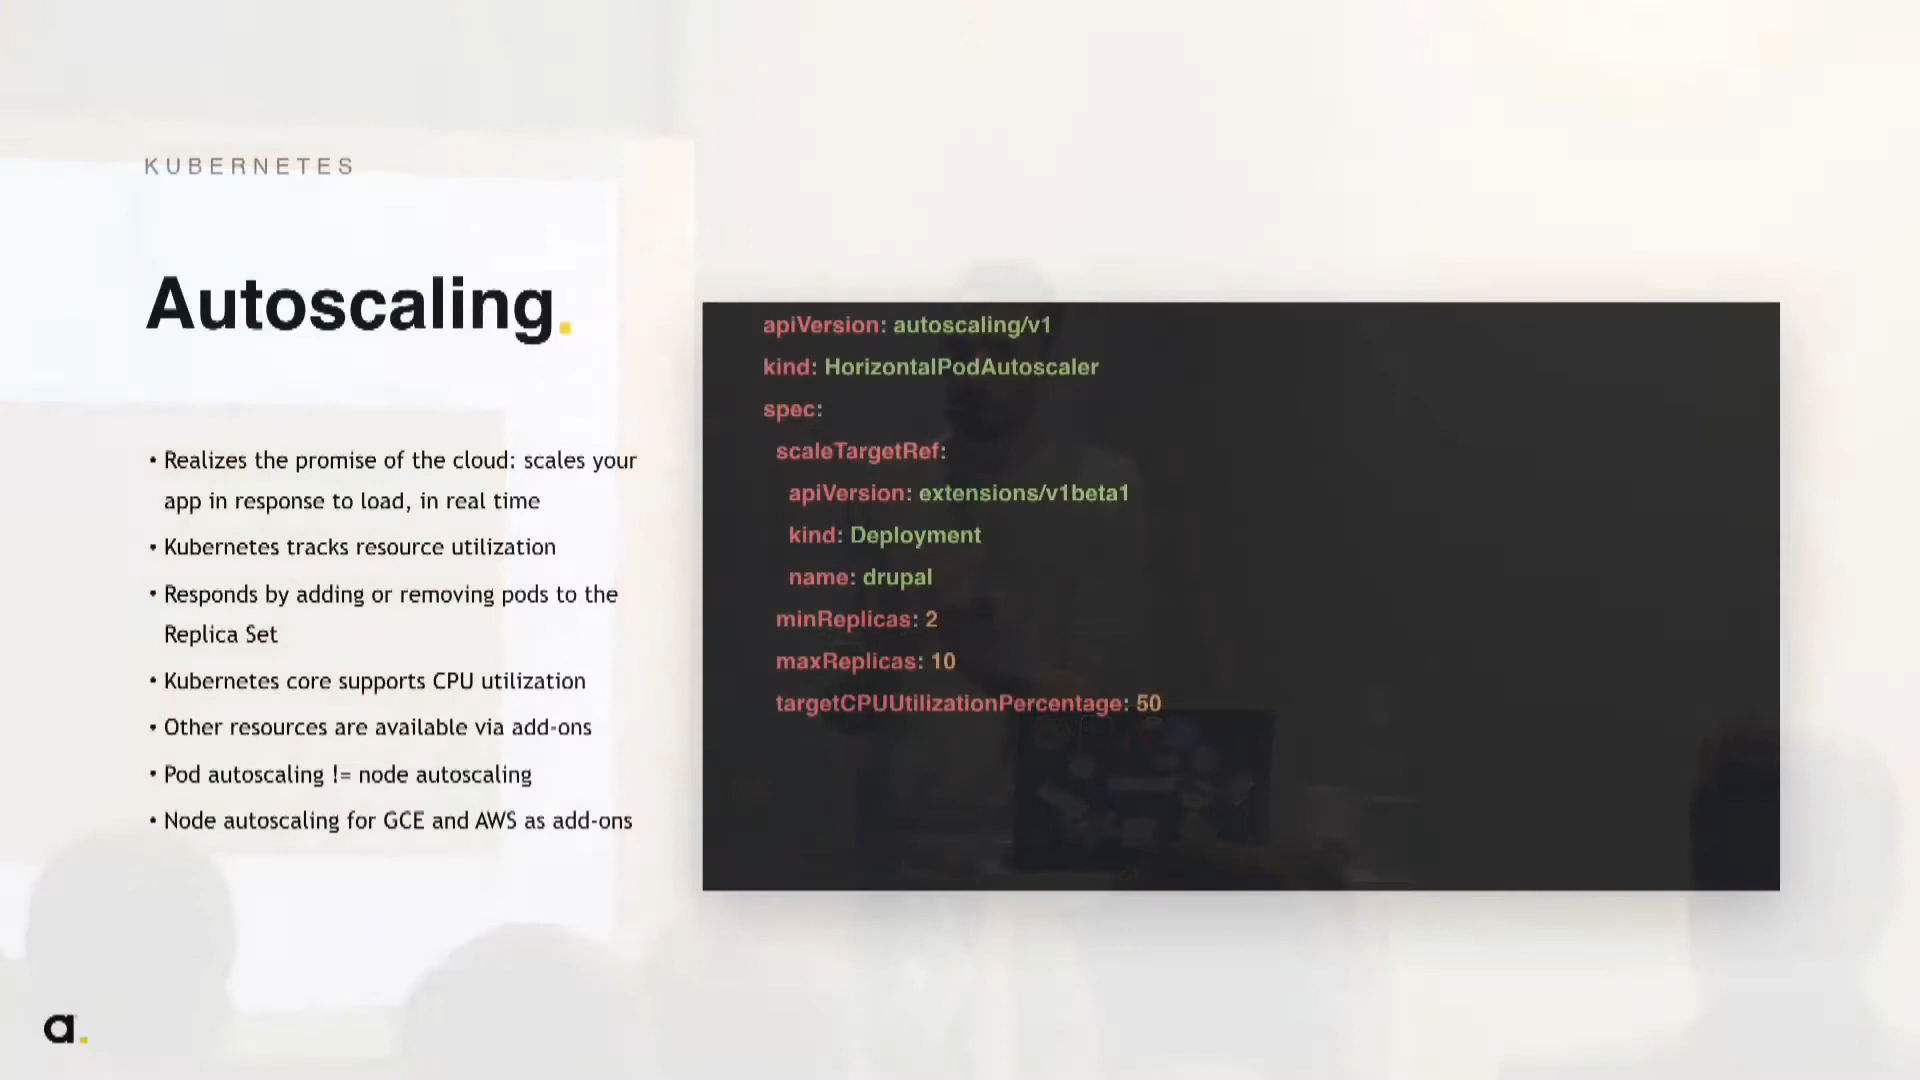 KUBERNETES
Autoscaling.
• Realizes the promise of the cloud: scales your
app in response to load, in real time
• Kubernetes tracks resource utilization
• Responds by adding or removing pods to the
Replica Set
• Kubernetes core supports CPU utilization
• Other resources are available via add-ons
• Pod autoscaling != node autoscaling
• Node autoscaling for GCE and AWS as add-ons
apiVersion: autoscaling/v1
kind: HorizontalPodAutoscaler
spec:
  scaleTargetRef:
    apiVersion: extensions/v1beta1
    kind: Deployment
    name: drupal
  minReplicas: 2
  maxReplicas: 10
  targetCPUUtilizationPercentage: 50
a.